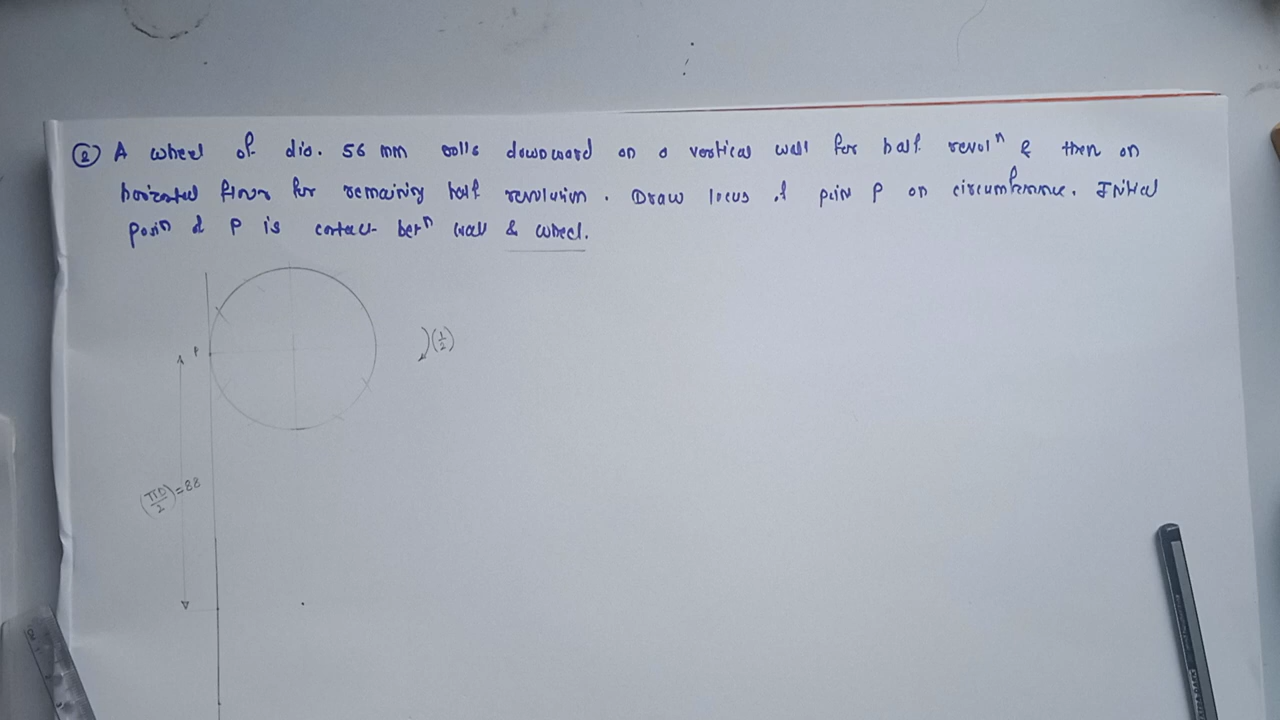 ② A wheel of dia. 56 mm rolls downward on a vertical wall for half revolⁿ & then on
horizontal floor for remaining half revolution. Draw locus of point P on circumference. Initial
posiⁿ of P is contact betⁿ wall & wheel.
P
(1/2)
(πD/2) = 88